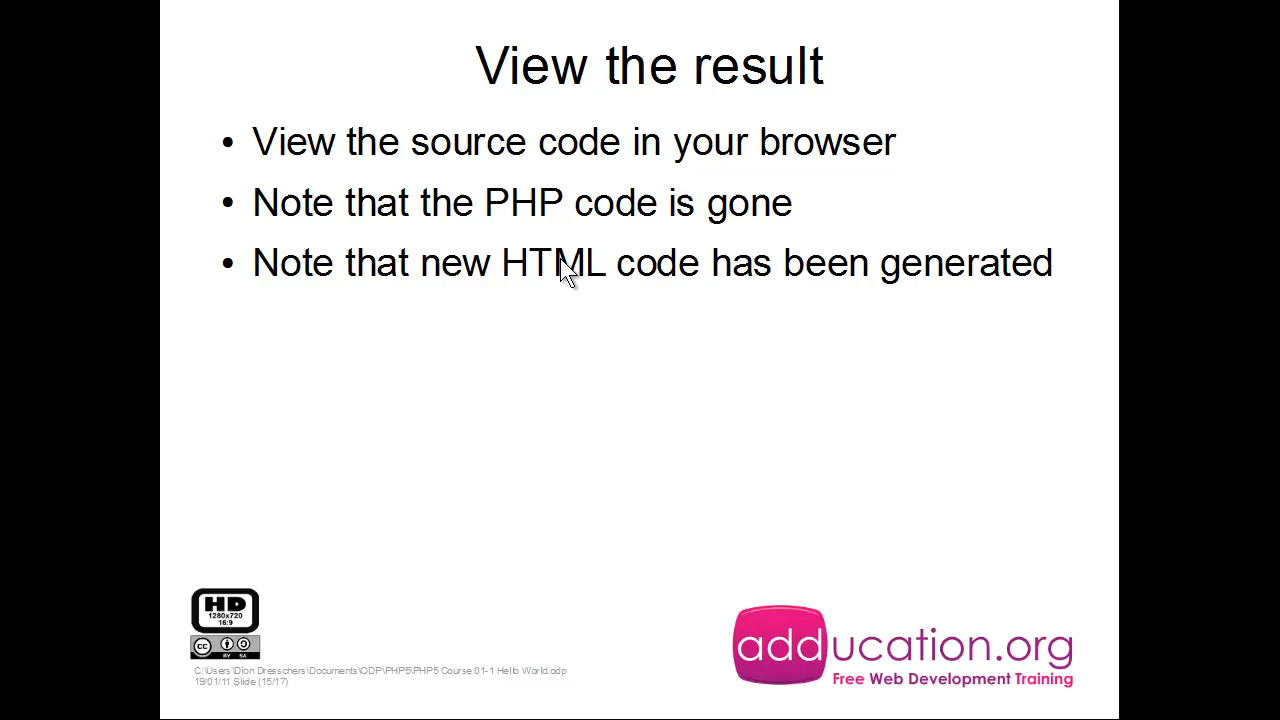 View the result
• View the source code in your browser
• Note that the PHP code is gone
• Note that new HTML code has been generated
HD
1280x720
16:9
cc
BY SA
C:\Users\Dion Dresschers\Documents\ODP\PHP5\PHP5 Course 01-1 Hello World.odp
19/01/11 Slide (15/17)
adducation.org
Free Web Development Training